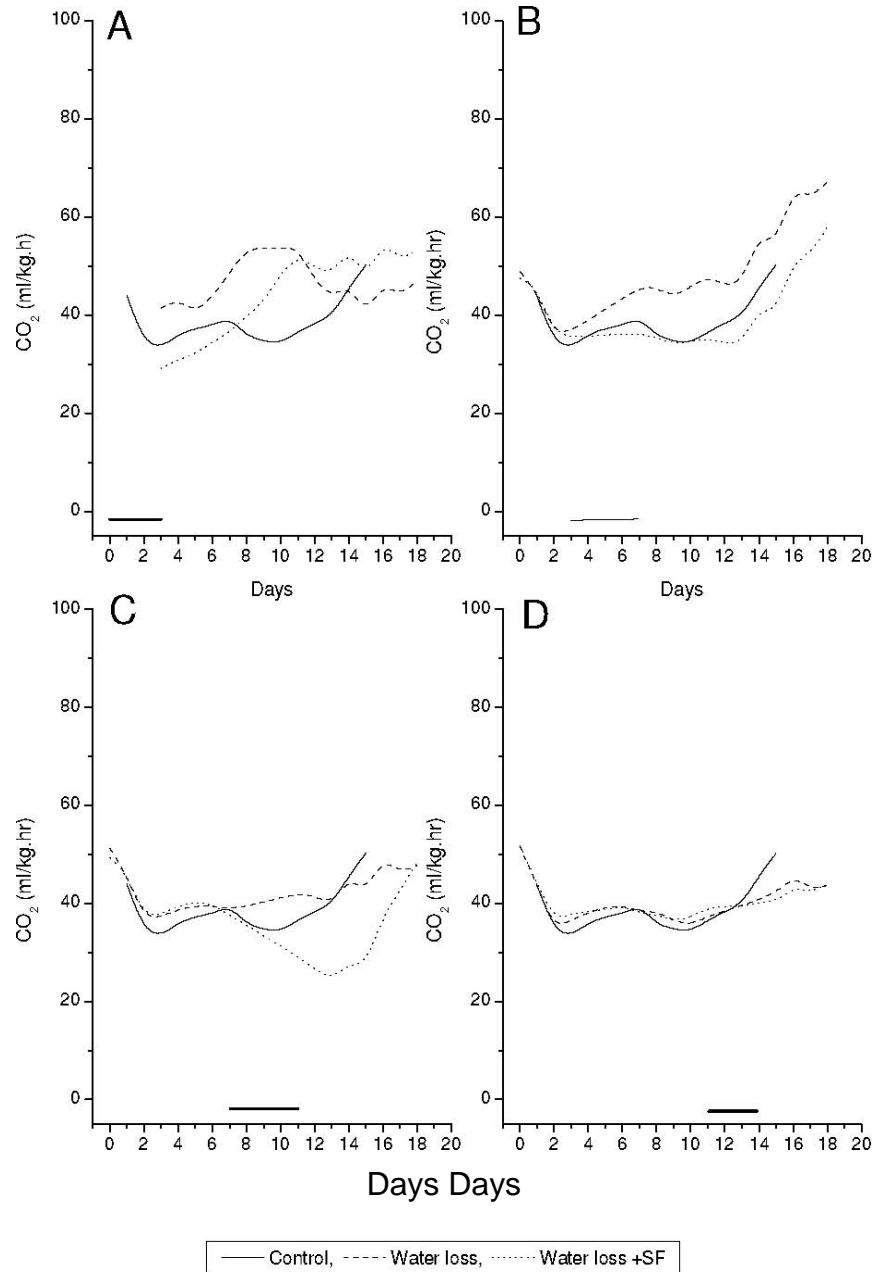 A
100
80
60
40
20
0
CO2 (ml/kg.h)
0 2 4 6 8 10 12 14 16 18 20
Days
B
100
80
60
40
20
0
CO2 (ml/kg.hr)
0 2 4 6 8 10 12 14 16 18 20
Days
C
100
80
60
40
20
0
CO2 (ml/kg.hr)
0 2 4 6 8 10 12 14 16 18 20
D
100
80
60
40
20
0
CO2 (ml/kg.hr)
0 2 4 6 8 10 12 14 16 18 20
Days Days
Control, Water loss, Water loss +SF